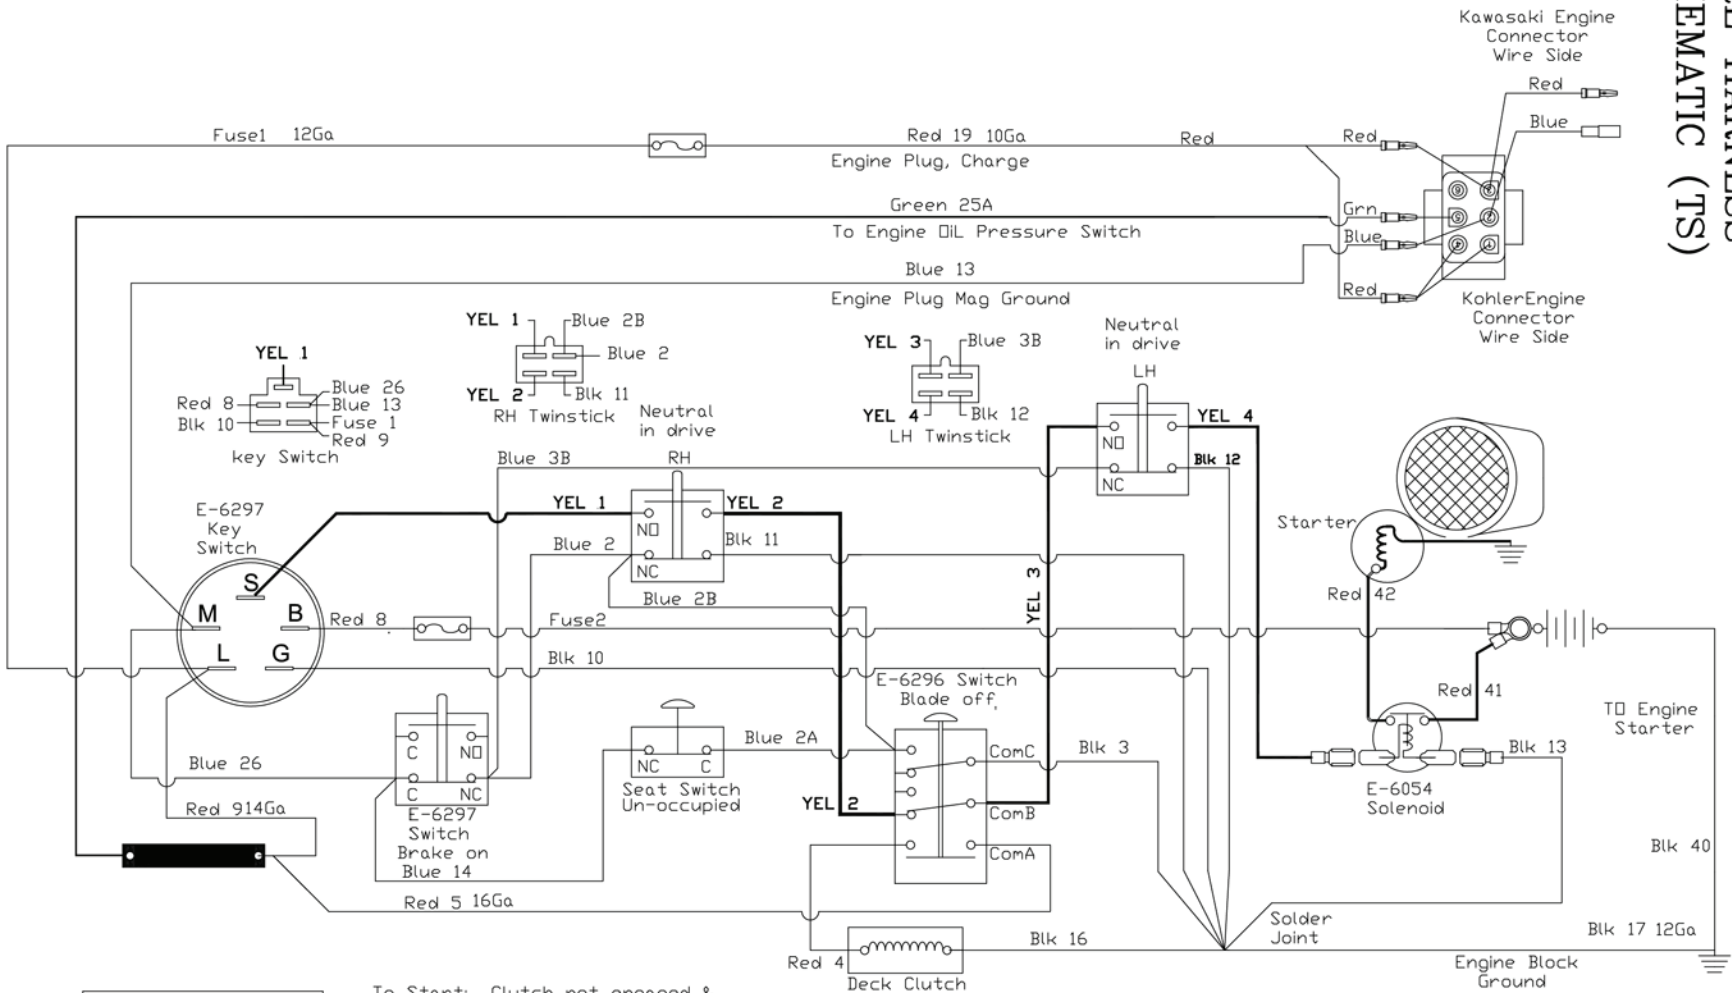 Kawasaki Engine
Connector
Wire Side
EMATIC (TS)
Red
Blue
Fuse1 12Ga
Red 19 10Ga
Red
Red
Engine Plug, Charge
Green 25A
Grn
To Engine OiL Pressure Switch
Blue
Blue 13
Engine Plug Mag Ground
Red
KohlerEngine
Connector
Wire Side
YEL 1
Blue 2B
Blue 2
YEL 2
Blk 11
RH Twinstick
YEL 3
Blue 3B
YEL 4
Blk 12
LH Twinstick
Neutral
in drive
LH
YEL 1
Blue 26
Red 8
Blue 13
Blk 10
Fuse 1
Red 9
key Switch
Neutral
in drive
RH
NO
NC
YEL 4
Blk 12
Blue 3B
YEL 1
YEL 2
NO
NC
Blue 2
Blk 11
Blue 2B
YEL 3
E-6297
Key
Switch
S
M
B
L
G
Red 8
Fuse2
Blk 10
Starter
Red 42
Red 41
TO Engine
Starter
E-6296 Switch
Blade off,
ComC
Blk 3
ComB
ComA
YEL 2
Blue 2A
NC
C
Seat Switch
Un-occupied
C
NO
C
NC
E-6297
Switch
Brake on
Blue 26
Red 914Ga
Blue 14
Red 5 16Ga
Blk 13
E-6054
Solenoid
Blk 40
Solder
Joint
Blk 17 12Ga
Engine Block
Ground
Blk 16
Red 4
Deck Clutch
To Start: Clutch not engaged &